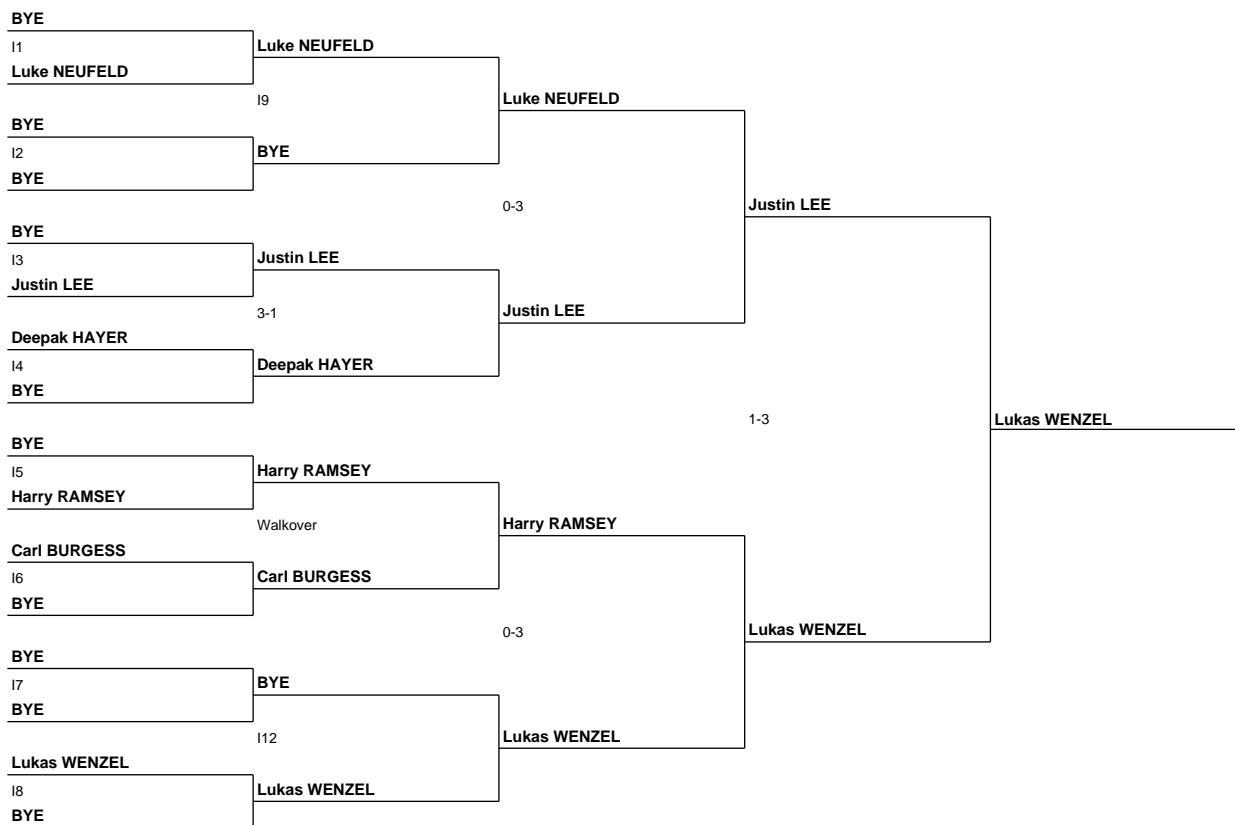 BYE
I1
Luke NEUFELD
Luke NEUFELD
I9
Luke NEUFELD
BYE
I2
BYE
BYE
0-3
Justin LEE
BYE
I3
Justin LEE
Justin LEE
3-1
Justin LEE
Deepak HAYER
I4
Deepak HAYER
BYE
1-3
Lukas WENZEL
BYE
I5
Harry RAMSEY
Harry RAMSEY
Walkover
Harry RAMSEY
Carl BURGESS
I6
Carl BURGESS
BYE
0-3
Lukas WENZEL
BYE
I7
BYE
BYE
I12
Lukas WENZEL
Lukas WENZEL
I8
Lukas WENZEL
BYE